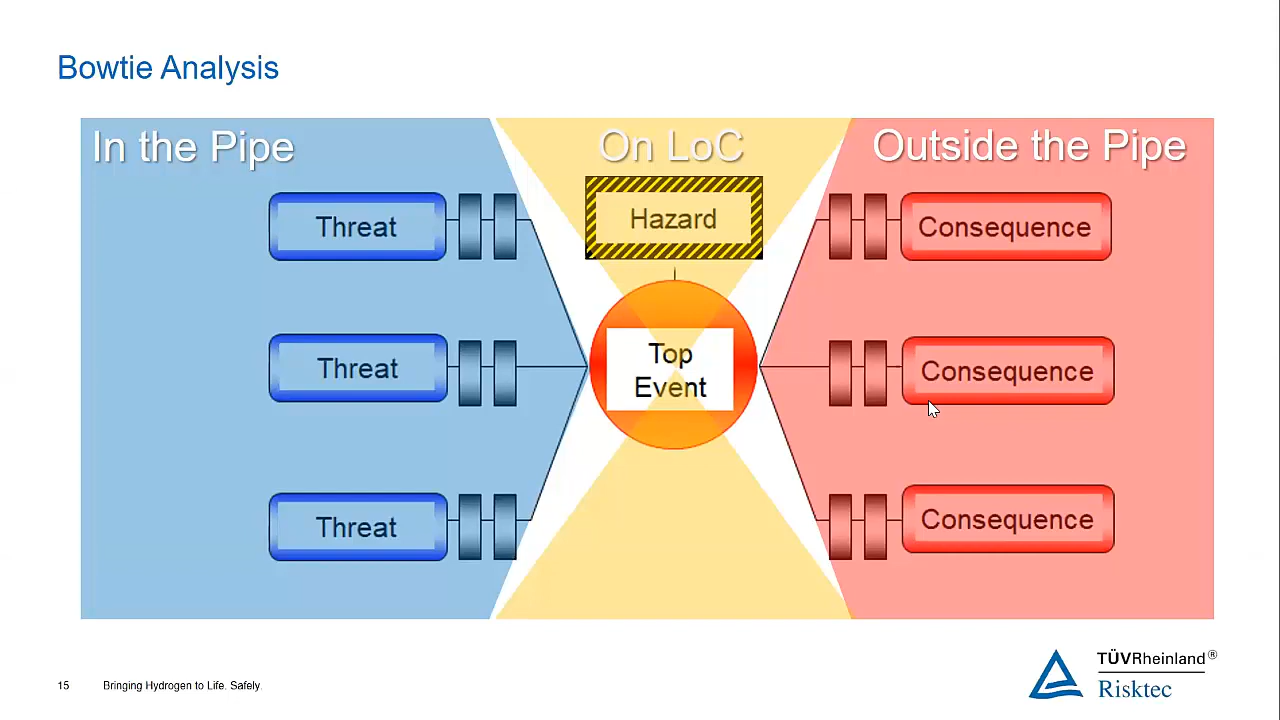 Bowtie Analysis
In the Pipe
On LoC
Outside the Pipe
Threat
Hazard
Consequence
Threat
Top
Event
Consequence
Threat
Consequence
TÜVRheinland®
Risktec
15
Bringing Hydrogen to Life. Safely.